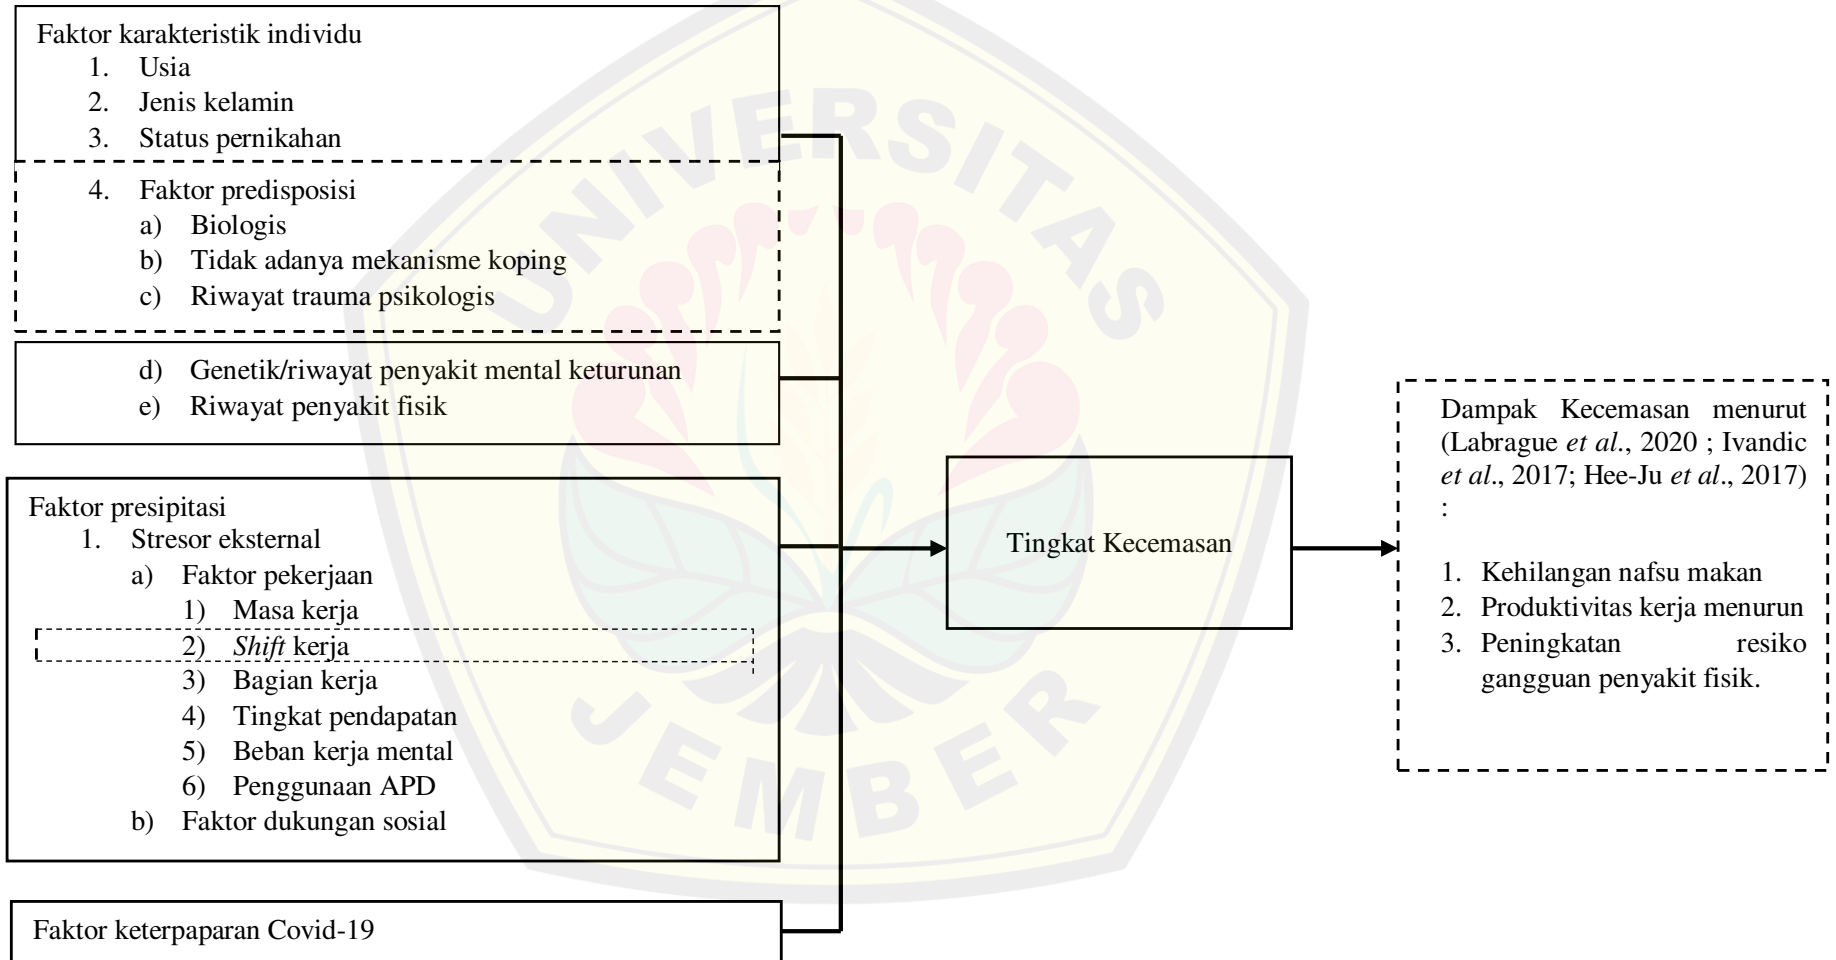 Faktor karakteristik individu
1. Usia
2. Jenis kelamin
3. Status pernikahan
4. Faktor predisposisi
a) Biologis
b) Tidak adanya mekanisme koping
c) Riwayat trauma psikologis
d) Genetik/riwayat penyakit mental keturunan
e) Riwayat penyakit fisik
Faktor presipitasi
1. Stresor eksternal
a) Faktor pekerjaan
1) Masa kerja
2) Shift kerja
3) Bagian kerja
4) Tingkat pendapatan
5) Beban kerja mental
6) Penggunaan APD
b) Faktor dukungan sosial
Faktor keterpaparan Covid-19
Tingkat Kecemasan
Dampak Kecemasan menurut
(Labrague et al., 2020 ; Ivandic
et al., 2017; Hee-Ju et al., 2017)
:
1. Kehilangan nafsu makan
2. Produktivitas kerja menurun
3. Peningkatan resiko
gangguan penyakit fisik.
UNIVERSITAS
JEMBER